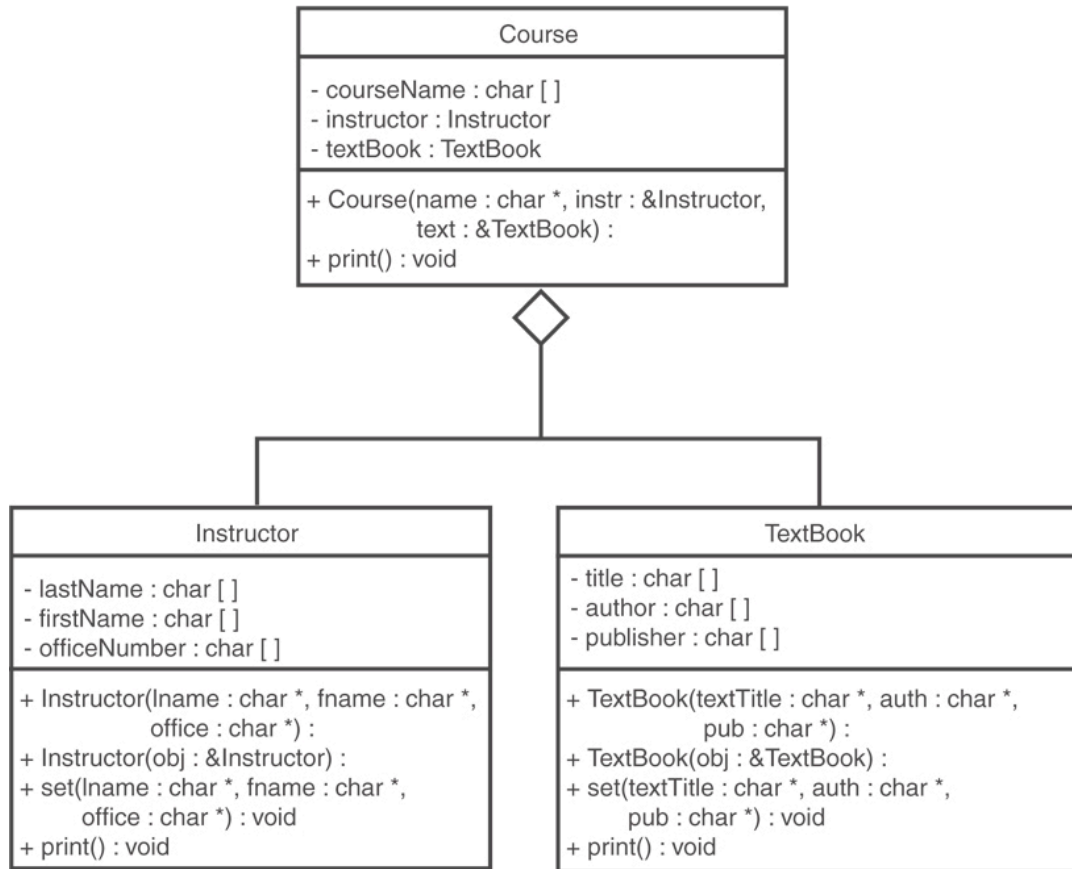 Course
- courseName : char [ ]
- instructor : Instructor
- textBook : TextBook
+ Course(name : char *, instr : &Instructor,
text : &TextBook) :
+ print() : void
Instructor
- lastName : char [ ]
- firstName : char [ ]
- officeNumber : char [ ]
+ Instructor(lname : char *, fname : char *,
office : char *) :
+ Instructor(obj : &Instructor) :
+ set(lname : char *, fname : char *,
office : char *) : void
+ print() : void
TextBook
- title : char [ ]
- author : char [ ]
- publisher : char [ ]
+ TextBook(textTitle : char *, auth : char *,
pub : char *) :
+ TextBook(obj : &TextBook) :
+ set(textTitle : char *, auth : char *,
pub : char *) : void
+ print() : void